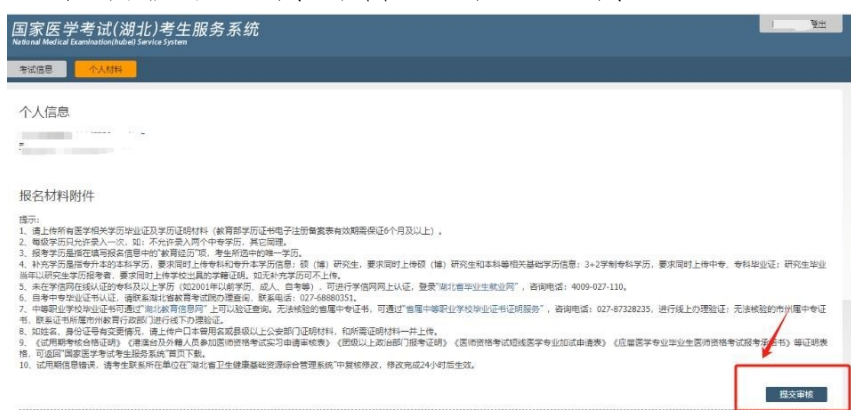 国家医学考试(湖北)考生服务系统
National Medical Examination(hubei) Service System
登出
考试信息 个人材料
个人信息
报名材料附件
提示:
1、请上传所有医学相关学历毕业证及学历证明材料（教育部学历证书电子注册备案表有效期需保证6个月及以上）。
2、每级学历只允许录入一次，如：不允许录入两个中专学历，其它同理。
3、报考学历是指在填写报名信息中的"教育经历"项，考生所选中的唯一学历。
4、补充学历是指专升本的本科学历，要求同时上传专科和专升本学历信息；硕（博）研究生，要求同时上传硕（博）研究生和本科等相关基础学历信息；3+2学制专科学历，要求同时上传中专、专科毕业证；研究生毕业
当年以研究生学历报考者，要求同时上传学校出具的学籍证明。如无补充学历可不上传。
5、未在学信网在线认证的专科及以上学历（如2001年以前学历、成人、自考等），可进行学信网网上认证，登录"湖北省毕业生就业网"，咨询电话：4009-027-110。
6、自考中专毕业证书认证，请联系湖北省教育考试院办理查询，联系电话：027-68880351。
7、中等职业学校毕业证书可通过"湖北教育信息网"上可以验证查询。无法核验的省属中专证书，可通过"省属中等职业学校毕业证书证明服务"，咨询电话：027-87328235，进行线上办理验证；无法核验的市州属中专证
书，联系证书所属市州教育行政部门进行线下办理验证。
8、如姓名、身份证号有变更情况，请上传户口本曾用名或县级以上公安部门证明材料，和所需证明材料一并上传。
9、《试用期考核合格证明》《港澳台及外籍人员参加医师资格考试实习申请审核表》《团级以上政治部门报考证明》《医师资格考试短线医学专业加试申请表》《应届医学专业毕业生医师资格考试报考承诺书》等证明表
格，可返回"国家医学考试考生服务系统"首页下载。
10、试用期信息错误，请考生联系所在单位在"湖北省卫生健康基础资源综合管理系统"中复核修改，修改完成24小时后生效。
提交审核